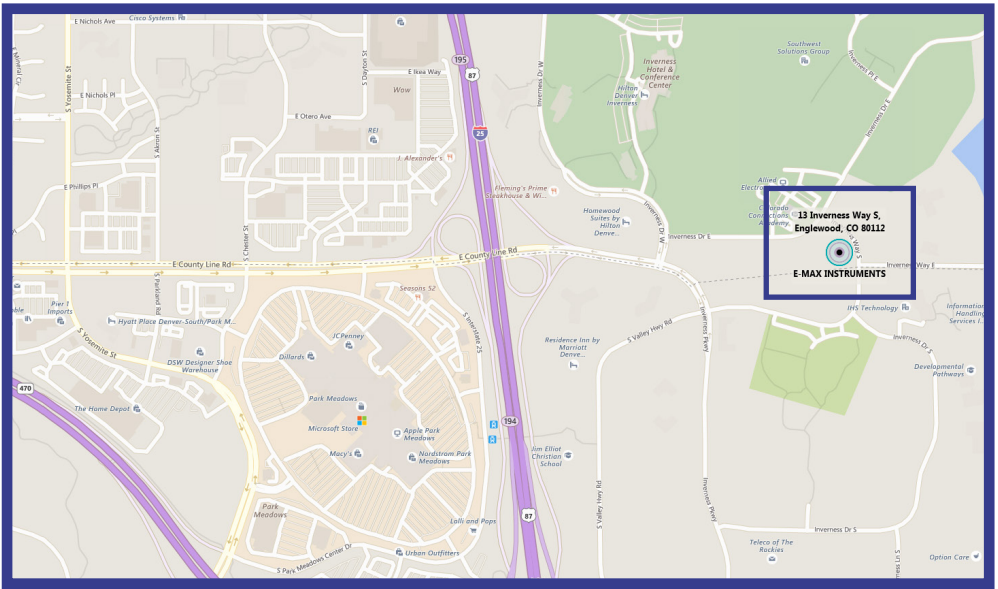 E Nichols Ave
Cisco Systems
E Mineral Cir
S Yosemite St
E Nichols Pl
S Akron St
E Phillips Pl
S Dayton St
E Ikea Way
Wow
E Otero Ave
REI
J. Alexander's
195
87
25
Fleming's Prime
Steakhouse & Wi...
Inverness Dr W
Inverness
Hotel &
Conference
Center
Hilton
Denver
Inverness
Southwest
Solutions Group
Inverness Pl E
Inverness Dr E
Allied
Homewood
Suites by
Hilton
Denve...
Inverness Dr W
Inverness Dr E
Academy
13 Inverness Way S,
Englewood, CO 80112
Way S
E-MAX INSTRUMENTS
Inverness Way E
S Chester St
E County Line Rd
E County Line Rd
Parkland Rd
Seasons 52
Pier 1
Imports
Hyatt Place Denver-South/Park M...
S Yosemite St
DSW Designer Shoe
Warehouse
JCPenney
Dillards
S Interstate 25
Residence Inn by
Marriott
Denve...
S Valley Hwy Rd
Inverness Pkwy
IHS Technology
Information
Handling
Services I...
Inverness Dr S
Developmental
Pathways
470
The Home Depot
Park Meadows
Microsoft Store
Apple Park
Meadows
Macy's
Nordstrom Park
Meadows
194
Jim Elliot
Christian
School
Park
Meadows
Lolli and Pops
87
S Valley Hwy Rd
Inverness Pkwy
Inverness Dr S
Teleco of The
Rockies
Urban Outfitters
S Park Meadows Center Dr
Option Care
ness Ln S